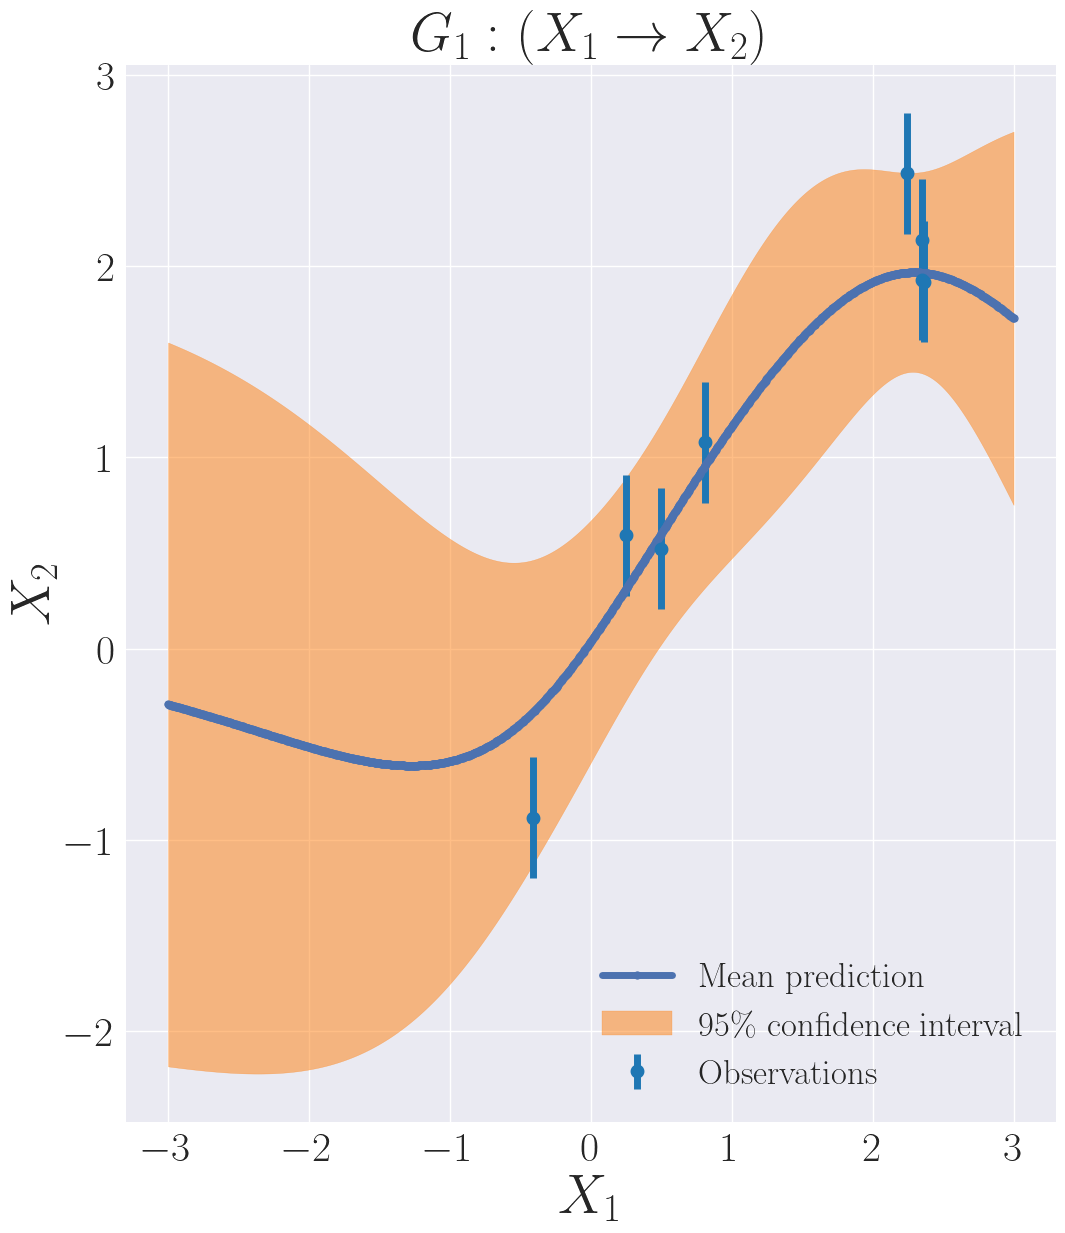 G₁ : (X₁ → X₂)
3
2
1
0
−1
−2
X₂
Mean prediction
95% confidence interval
Observations
−3 −2 −1 0 1 2 3
X₁